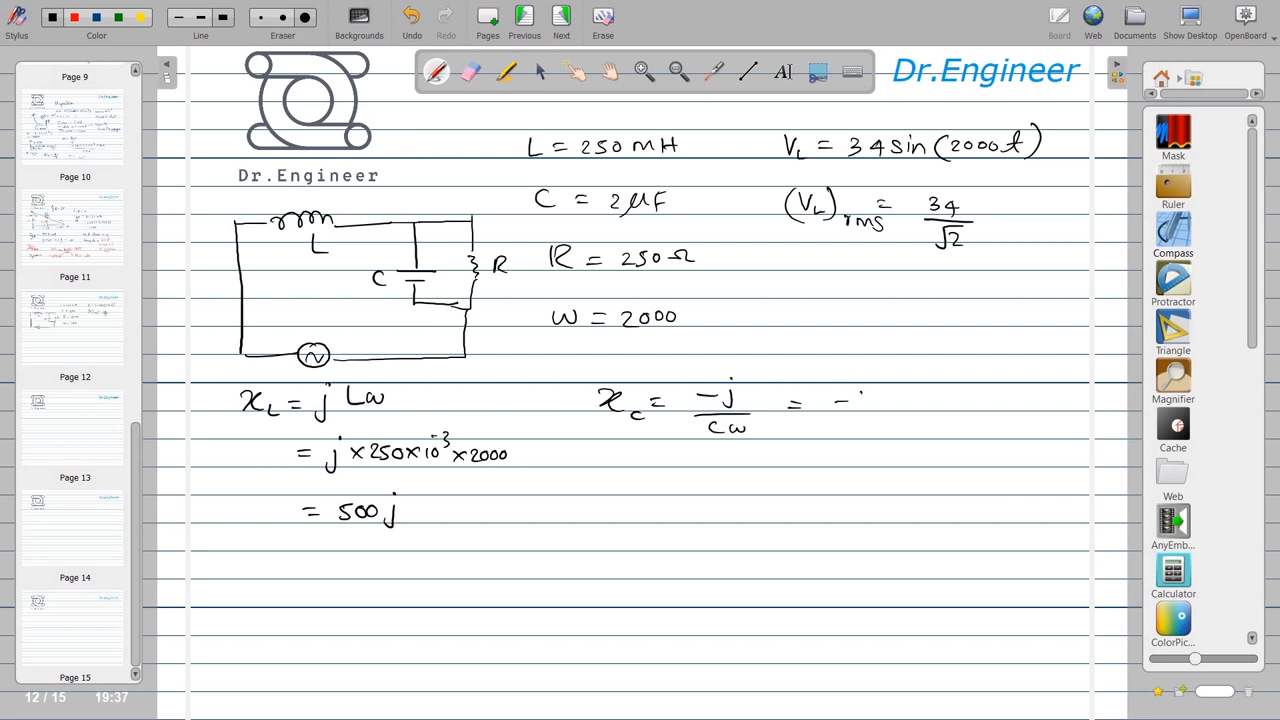 Stylus
Color
Line
Eraser
Backgrounds
Undo
Redo
Pages
Previous
Next
Erase
Board
Web
Documents
Show Desktop
OpenBoard
Page 9
Page 10
Page 11
Page 12
Page 13
Page 14
Page 15
12 / 15 19:37
Dr.Engineer
Dr.Engineer
L = 250 mH
C = 2μF
R = 250 Ω
ω = 2000
V_L = 34 sin(2000t)
(V_L)_rms = 34/√2
L
C
R
x_L = j Lω
= j × 250 × 10^-3 × 2000
= 500 j
x_c = -j/cω = -
Mask
Ruler
Compass
Protractor
Triangle
Magnifier
Cache
Web
AnyEmb...
Calculator
ColorPic...